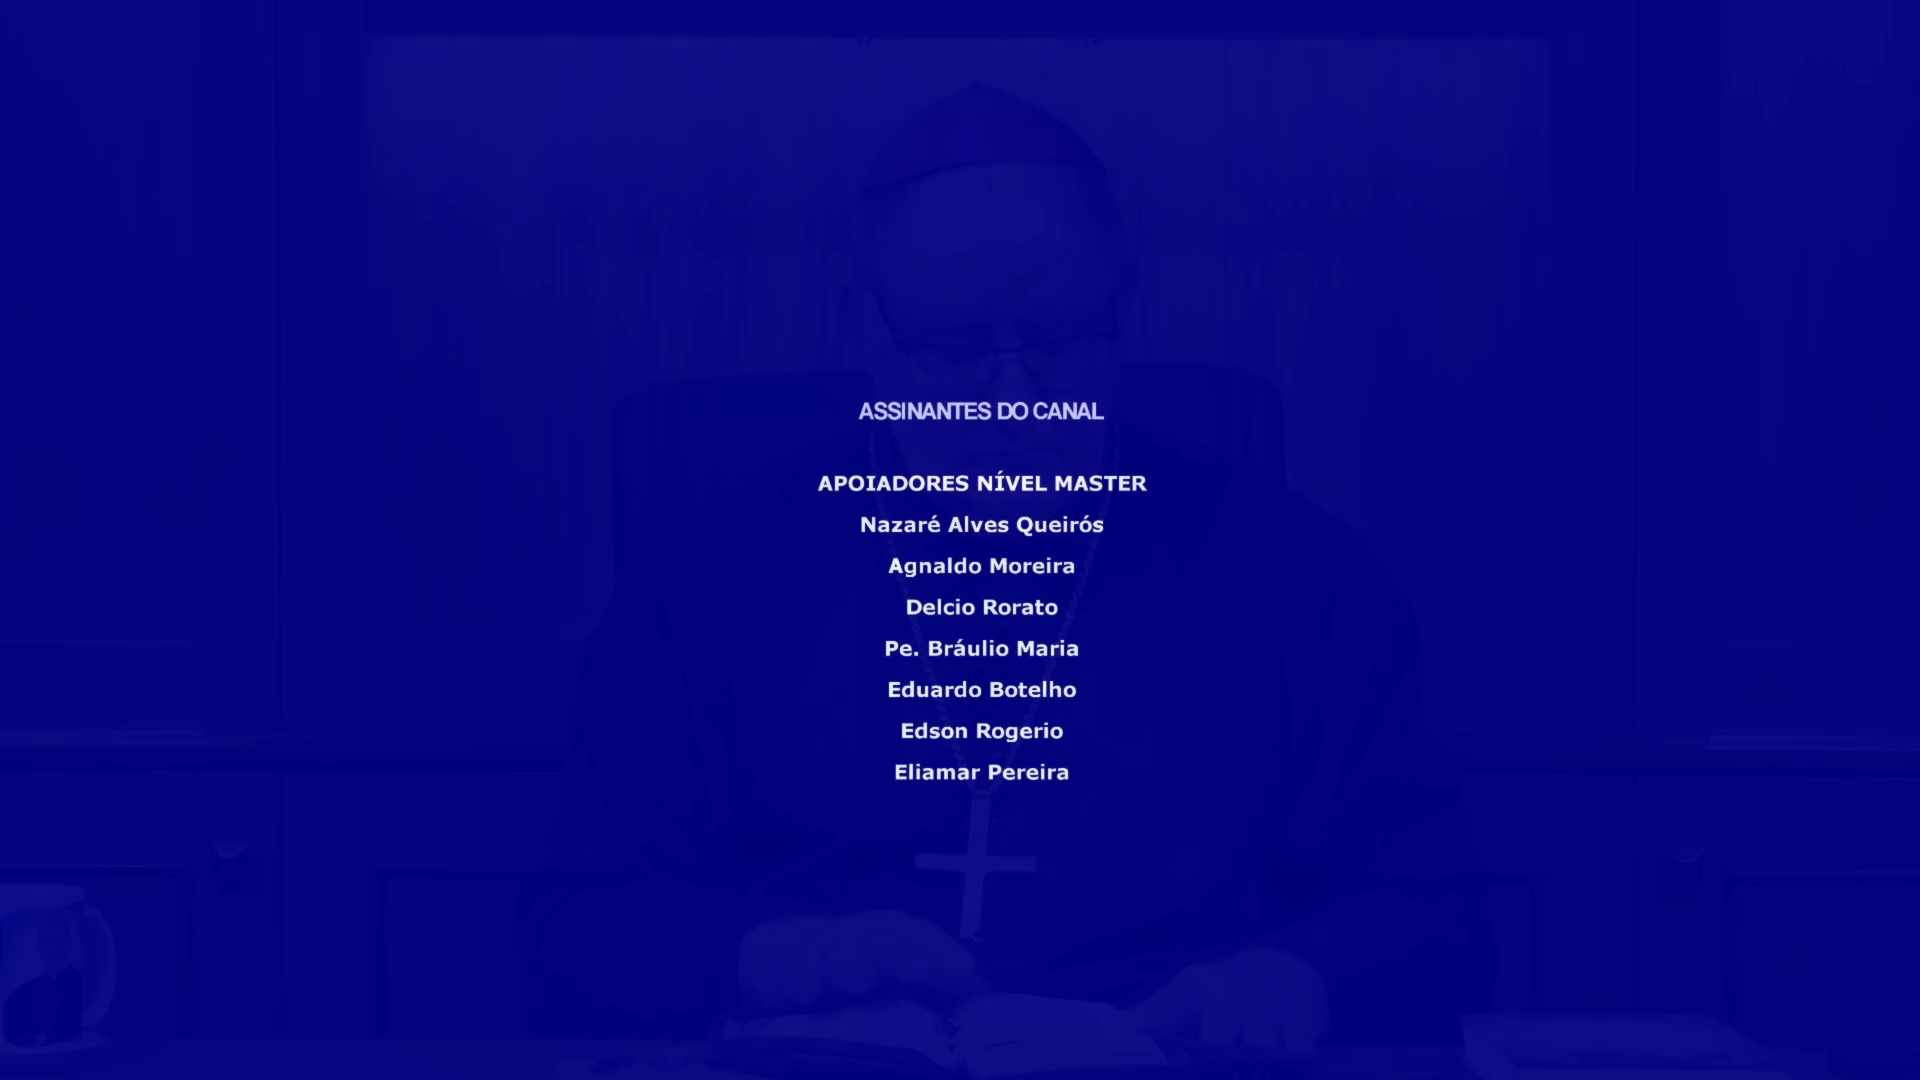 ASSINANTES DO CANAL
APOIADORES NÍVEL MASTER
Nazaré Alves Queirós
Agnaldo Moreira
Delcio Rorato
Pe. Bráulio Maria
Eduardo Botelho
Edson Rogerio
Eliamar Pereira